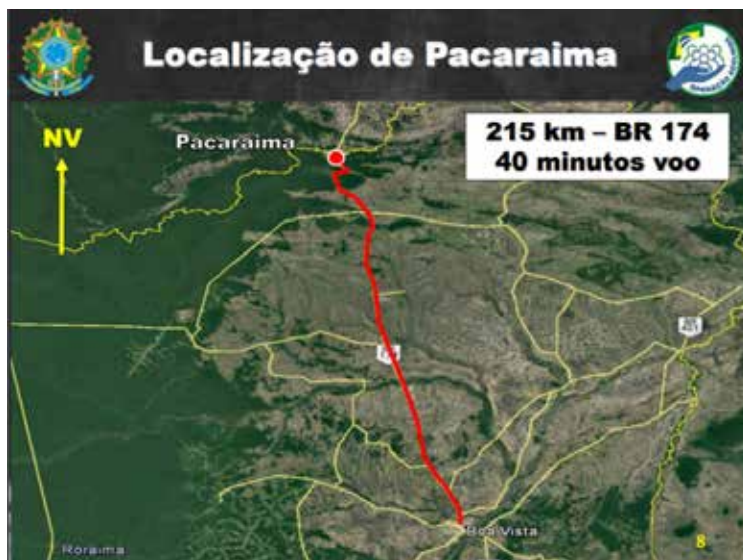 Localização de Pacaraima
NV
Pacaraima
215 km – BR 174
40 minutos voo
Boa Vista
Roraima
8